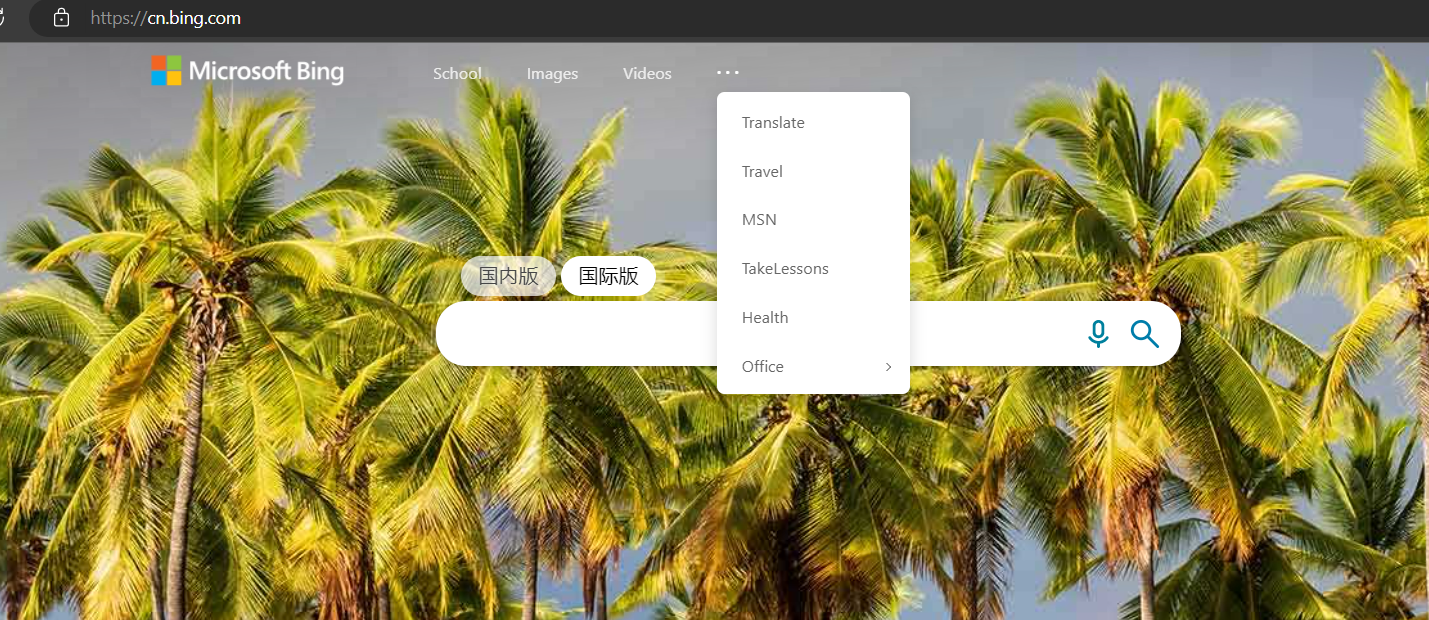 https://cn.bing.com
Microsoft Bing
School Images Videos ...
Translate
Travel
MSN
TakeLessons
Health
Office
国内版 国际版